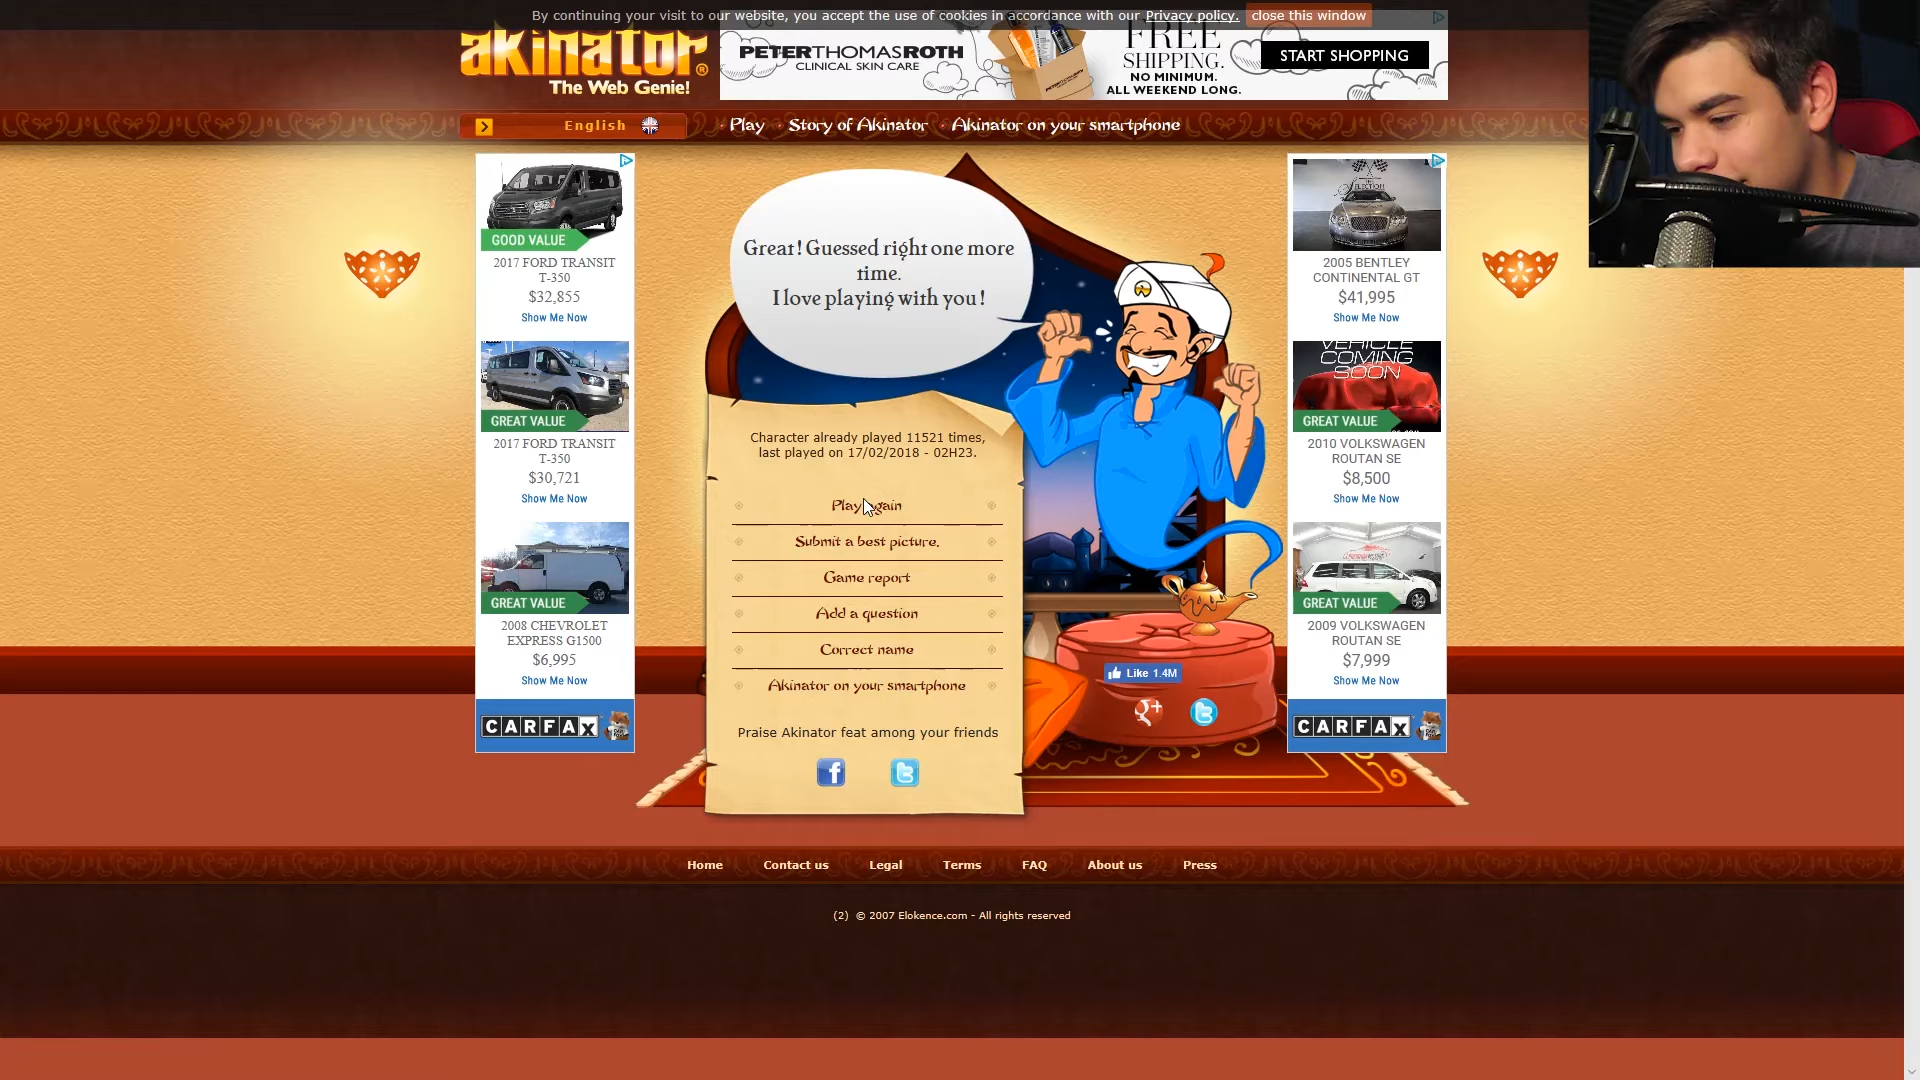 By continuing your visit to our website, you accept the use of cookies in accordance with our Privacy policy. close this window
akinator®
The Web Genie!
PETERTHOMASROTH
CLINICAL SKIN CARE
FREE
SHIPPING.
NO MINIMUM.
ALL WEEKEND LONG.
START SHOPPING
English
Play
Story of Akinator
Akinator on your smartphone
GOOD VALUE
2017 FORD TRANSIT
T-350
$32,855
Show Me Now
GREAT VALUE
2017 FORD TRANSIT
T-350
$30,721
Show Me Now
GREAT VALUE
2008 CHEVROLET
EXPRESS G1500
$6,995
Show Me Now
CARFAX
Great! Guessed right one more
time.
I love playing with you!
Character already played 11521 times,
last played on 17/02/2018 - 02H23.
Play again
Submit a best picture.
Game report
Add a question
Correct name
Akinator on your smartphone
Praise Akinator feat among your friends
Like 1.4M
2005 BENTLEY
CONTINENTAL GT
$41,995
Show Me Now
VEHICLE
COMING
SOON
GREAT VALUE
2010 VOLKSWAGEN
ROUTAN SE
$8,500
Show Me Now
GREAT VALUE
2009 VOLKSWAGEN
ROUTAN SE
$7,999
Show Me Now
CARFAX
Home
Contact us
Legal
Terms
FAQ
About us
Press
(2) © 2007 Elokence.com - All rights reserved